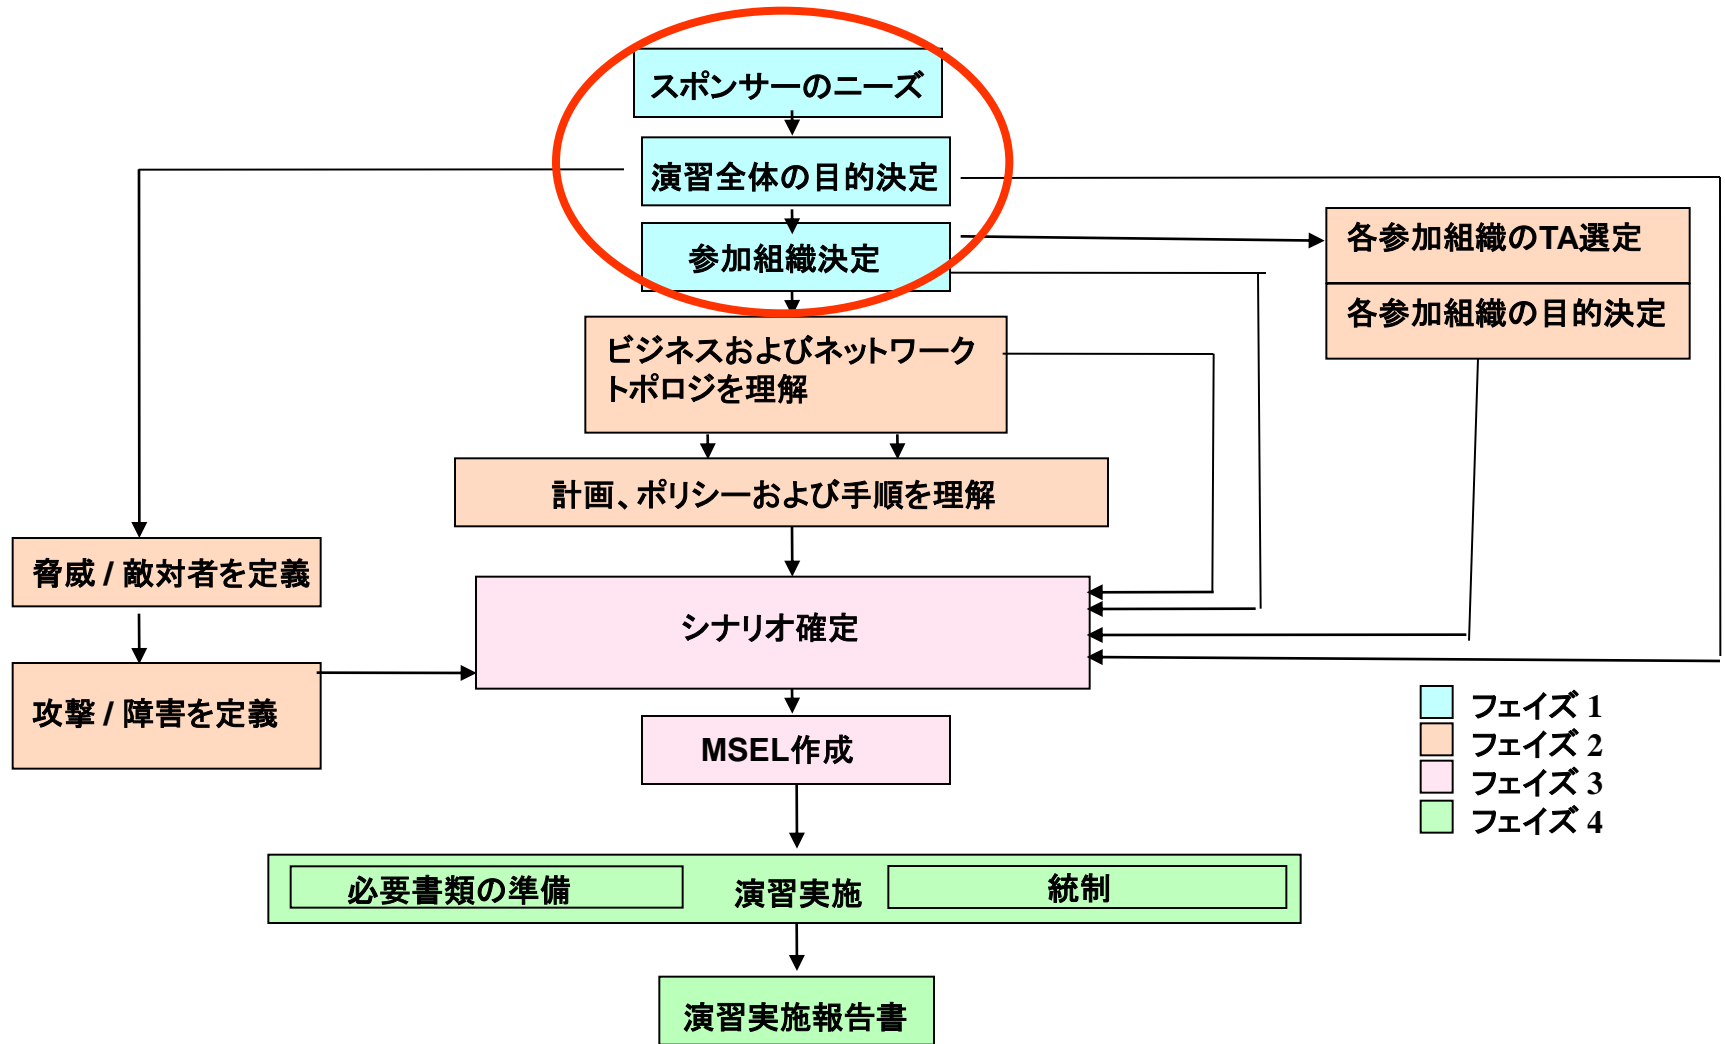 スポンサーのニーズ
演習全体の目的決定
参加組織決定
各参加組織のTA選定
各参加組織の目的決定
ビジネスおよびネットワーク
トポロジを理解
計画、ポリシーおよび手順を理解
脅威 / 敵対者を定義
シナリオ確定
攻撃 / 障害を定義
MSEL作成
フェイズ 1
フェイズ 2
フェイズ 3
フェイズ 4
必要書類の準備
演習実施
統制
演習実施報告書